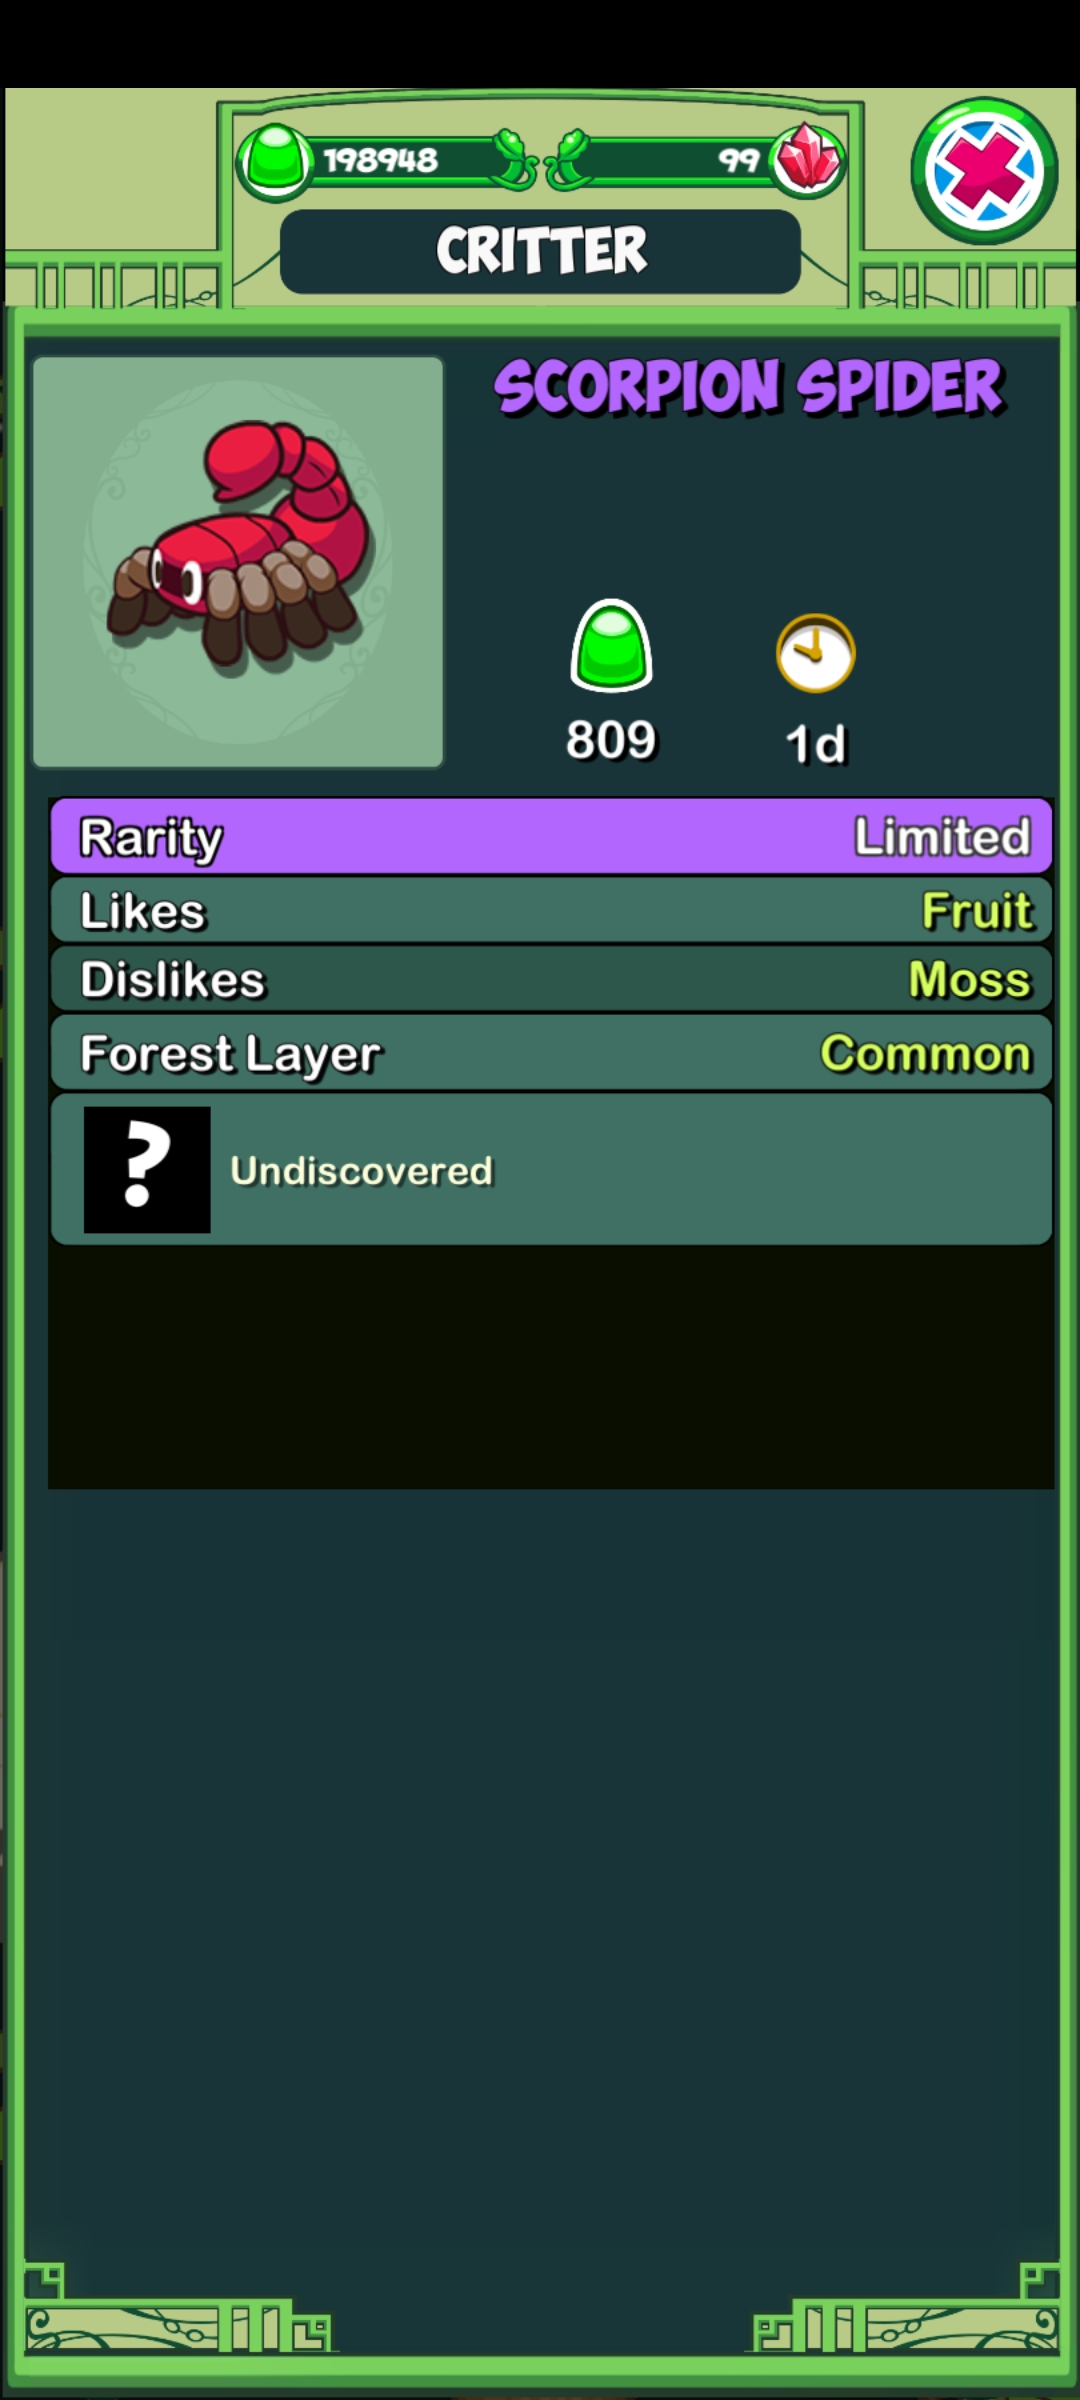 198948 99
CRITTER
SCORPION SPIDER
809 1d
Rarity Limited
Likes Fruit
Dislikes Moss
Forest Layer Common
? Undiscovered